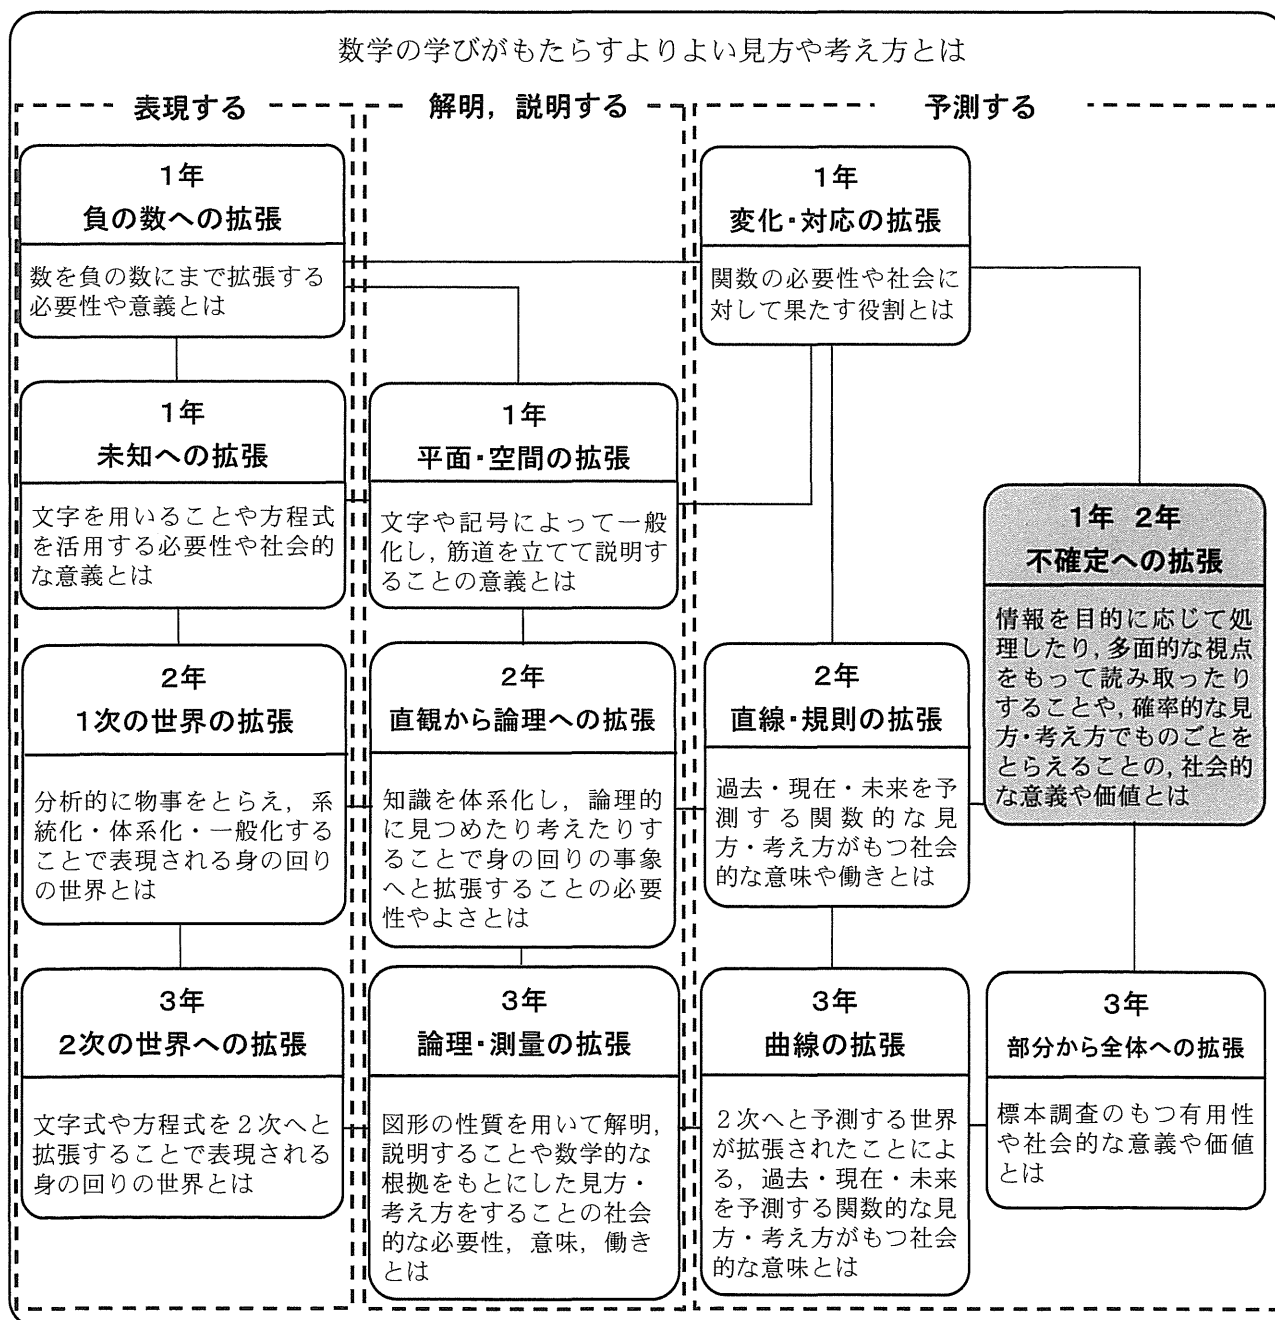 数学の学びがもたらすよりよい見方や考え方とは
表現する
1年
負の数への拡張
数を負の数にまで拡張する
必要性や意義とは
1年
未知への拡張
文字を用いることや方程式
を活用する必要性や社会的
な意義とは
2年
1次の世界の拡張
分析的に物事をとらえ，系
統化・体系化・一般化する
ことで表現される身の回り
の世界とは
3年
2次の世界への拡張
文字式や方程式を２次へと
拡張することで表現される
身の回りの世界とは
解明，説明する
1年
平面・空間の拡張
文字や記号によって一般
化し，筋道を立てて説明す
ることの意義とは
2年
直観から論理への拡張
知識を体系化し，論理的
に見つめたり考えたりす
ることで身の回りの事象
へと拡張することの必要
性やよさとは
3年
論理・測量の拡張
図形の性質を用いて解明，
説明することや数学的な
根拠をもとにした見方・
考え方をすることの社会
的な必要性，意味，働き
とは
予測する
1年
変化・対応の拡張
関数の必要性や社会に
対して果たす役割とは
2年
直線・規則の拡張
過去・現在・未来を予
測する関数的な見
方・考え方がもつ社会
的な意味や働きとは
3年
曲線の拡張
２次へと予測する世界
が拡張されたことによ
る，過去・現在・未来
を予測する関数的な見
方・考え方がもつ社会
的な意味とは
1年 2年
不確定への拡張
情報を目的に応じて処
理したり，多面的な視点
をもって読み取ったり
することや，確率的な見
方・考え方でものごとを
とらえることの，社会的
な意義や価値とは
3年
部分から全体への拡張
標本調査のもつ有用性
や社会的な意義や価値
とは